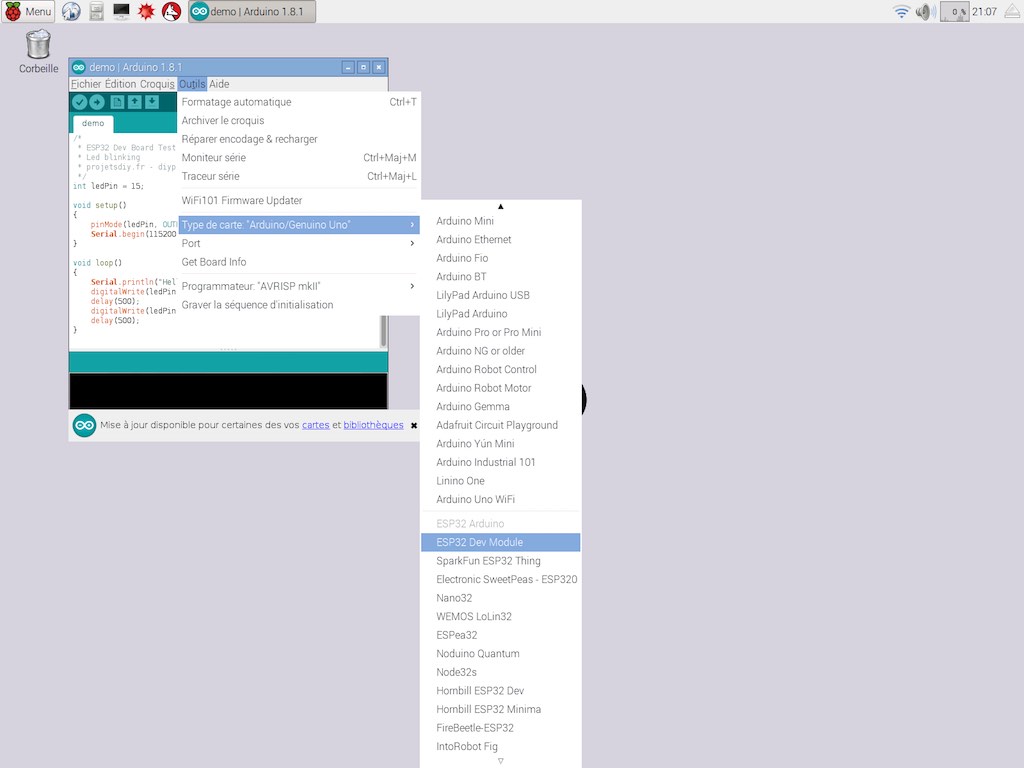 Menu
demo | Arduino 1.8.1
0 %
21:07
Corbeille
demo | Arduino 1.8.1
Fichier Édition Croquis Outils Aide
demo
/*
* ESP32 Dev Board Test
* Led blinking
* projetsdiy.fr - diyp
*/
int ledPin = 15;
void setup()
{
pinMode(ledPin, OUT
Serial.begin(115200
}
void loop()
{
Serial.println("Hel
digitalWrite(ledPin
delay(500);
digitalWrite(ledPin
delay(500);
}
Formatage automatique Ctrl+T
Archiver le croquis
Réparer encodage & recharger
Moniteur série Ctrl+Maj+M
Traceur série Ctrl+Maj+L
WiFi101 Firmware Updater
Type de carte: "Arduino/Genuino Uno"
Port
Get Board Info
Programmateur: "AVRISP mkII"
Graver la séquence d'initialisation
Mise à jour disponible pour certaines des vos cartes et bibliothèques
Arduino Mini
Arduino Ethernet
Arduino Fio
Arduino BT
LilyPad Arduino USB
LilyPad Arduino
Arduino Pro or Pro Mini
Arduino NG or older
Arduino Robot Control
Arduino Robot Motor
Arduino Gemma
Adafruit Circuit Playground
Arduino Yún Mini
Arduino Industrial 101
Linino One
Arduino Uno WiFi
ESP32 Arduino
ESP32 Dev Module
SparkFun ESP32 Thing
Electronic SweetPeas - ESP320
Nano32
WEMOS LoLin32
ESPea32
Noduino Quantum
Node32s
Hornbill ESP32 Dev
Hornbill ESP32 Minima
FireBeetle-ESP32
IntoRobot Fig